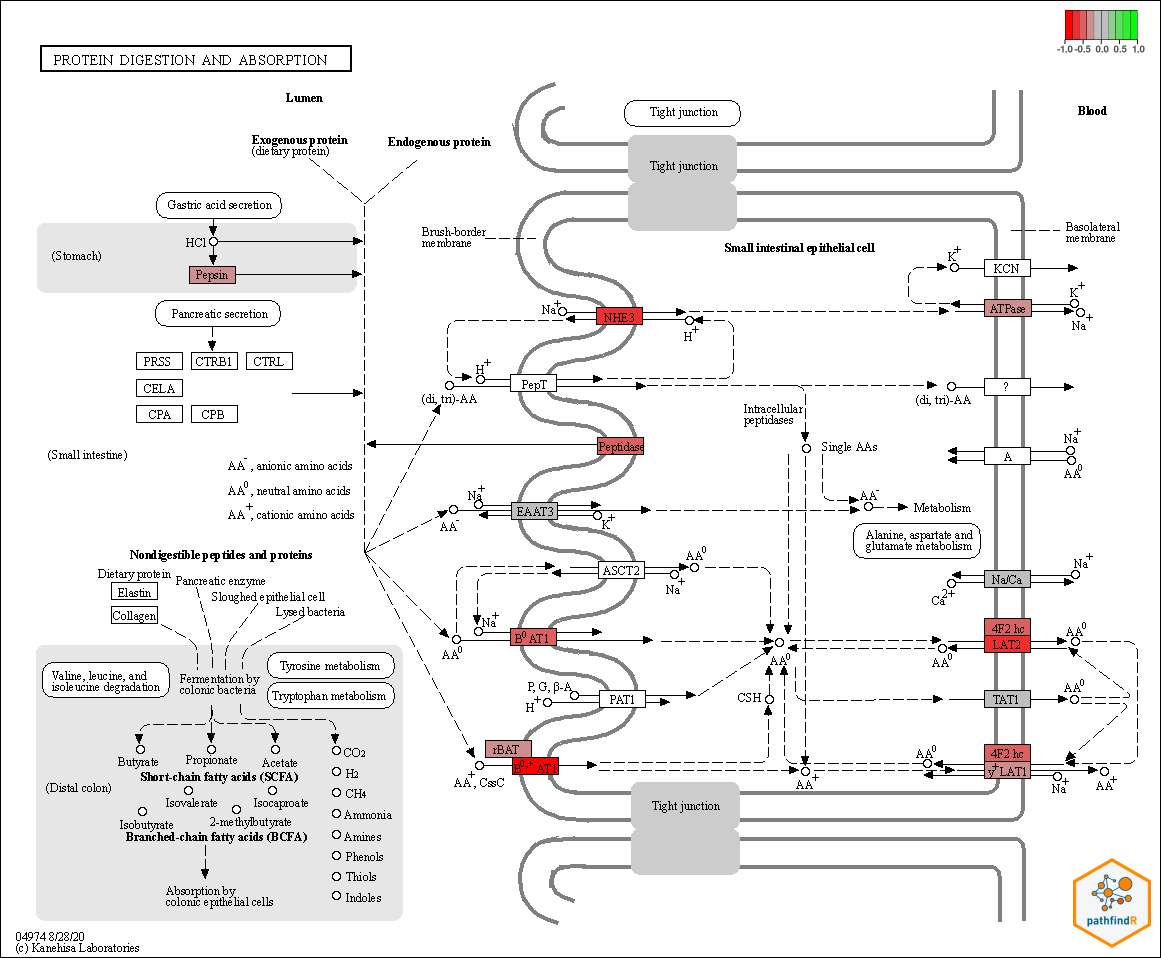 -1.0 -0.5 0.0 0.5 1.0
PROTEIN DIGESTION AND ABSORPTION
Lumen
Blood
Exogenous protein
(dietary protein)
Endogenous protein
Tight junction
Tight junction
Gastric acid secretion
HCl
(Stomach)
Pepsin
Brush-border
membrane
Small intestinal epithelial cell
Basolateral
membrane
K+
KCN
Pancreatic secretion
Na+
NHE3
H+
ATPase
K+
Na+
PRSS
CTRB1
CTRL
CELA
CPA
CPB
H+
PepT
(di, tri)-AA
?
(di, tri)-AA
Intracellular
peptidases
Single AAs
Peptidase
Na+
A
AA0
(Small intestine)
AA-, anionic amino acids
AA0, neutral amino acids
AA+, cationic amino acids
Na+
EAAT3
AA-
K+
AA-
Metabolism
Alanine, aspartate and
glutamate metabolism
Nondigestible peptides and proteins
Dietary protein
Pancreatic enzyme
Elastin
Sloughed epithelial cell
Collagen
Lysed bacteria
ASCT2
AA0
Na+
Na/Ca
Na+
Ca2+
Na+
B0 AT1
AA0
AA0
4F2 hc
LAT2
AA0
AA0
Valine, leucine, and
isoleucine degradation
Fermentation by
colonic bacteria
Tyrosine metabolism
Tryptophan metabolism
P, G, β-A
H+
PAT1
CSH
TAT1
AA0
Butyrate
Propionate
Acetate
Short-chain fatty acids (SCFA)
(Distal colon)
Isovalerate
Isocaproate
Isobutyrate
2-methylbutyrate
Branched-chain fatty acids (BCFA)
Absorption by
colonic epithelial cells
CO2
H2
CH4
Ammonia
Amines
Phenols
Thiols
Indoles
rBAT
B0,+ AT1
AA+, CssC
AA+
AA0
4F2 hc
y+LAT1
Na+
AA+
Tight junction
pathfindR
04974 8/28/20
(c) Kanehisa Laboratories